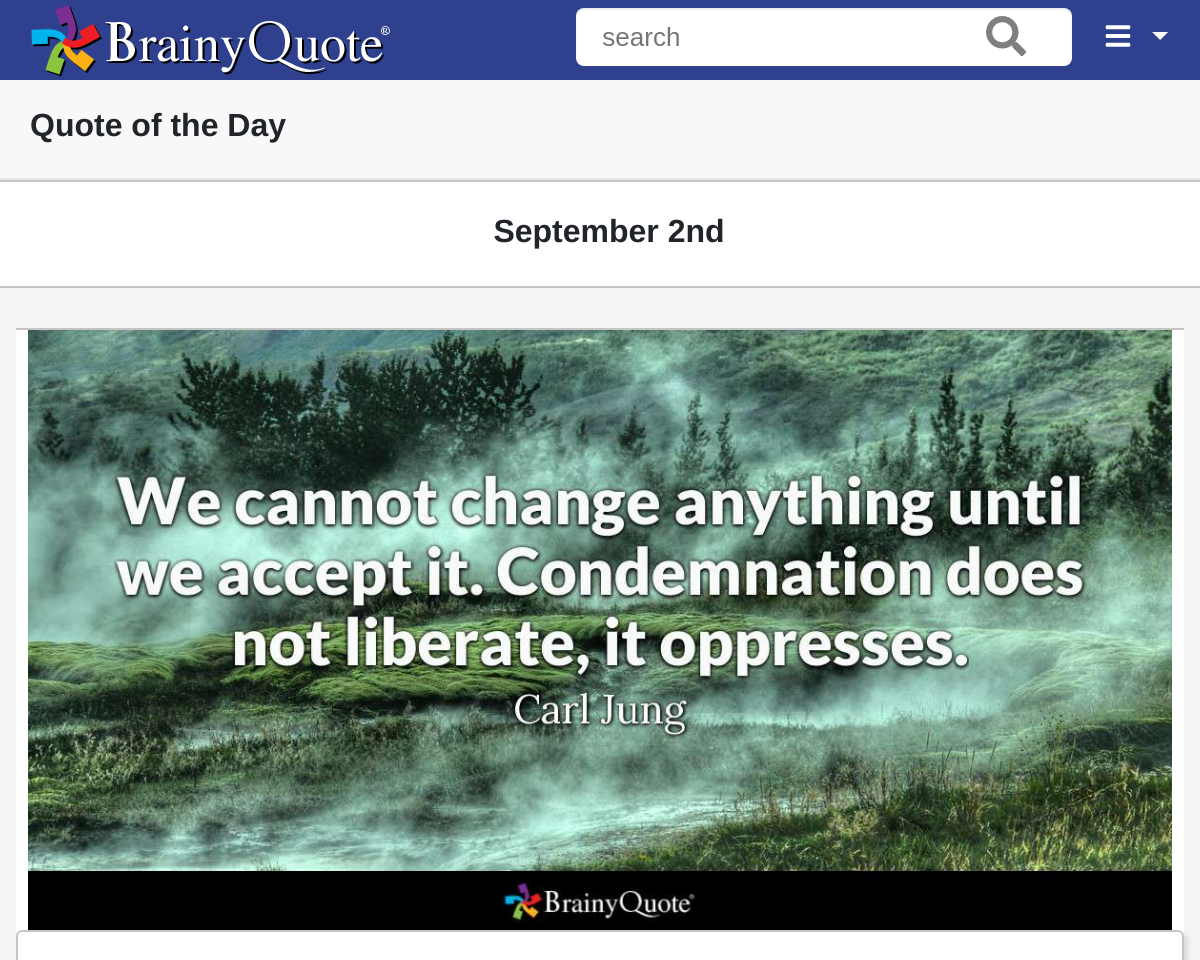 BrainyQuote®
search
Quote of the Day
September 2nd
We cannot change anything until
we accept it. Condemnation does
not liberate, it oppresses.
Carl Jung
BrainyQuote®